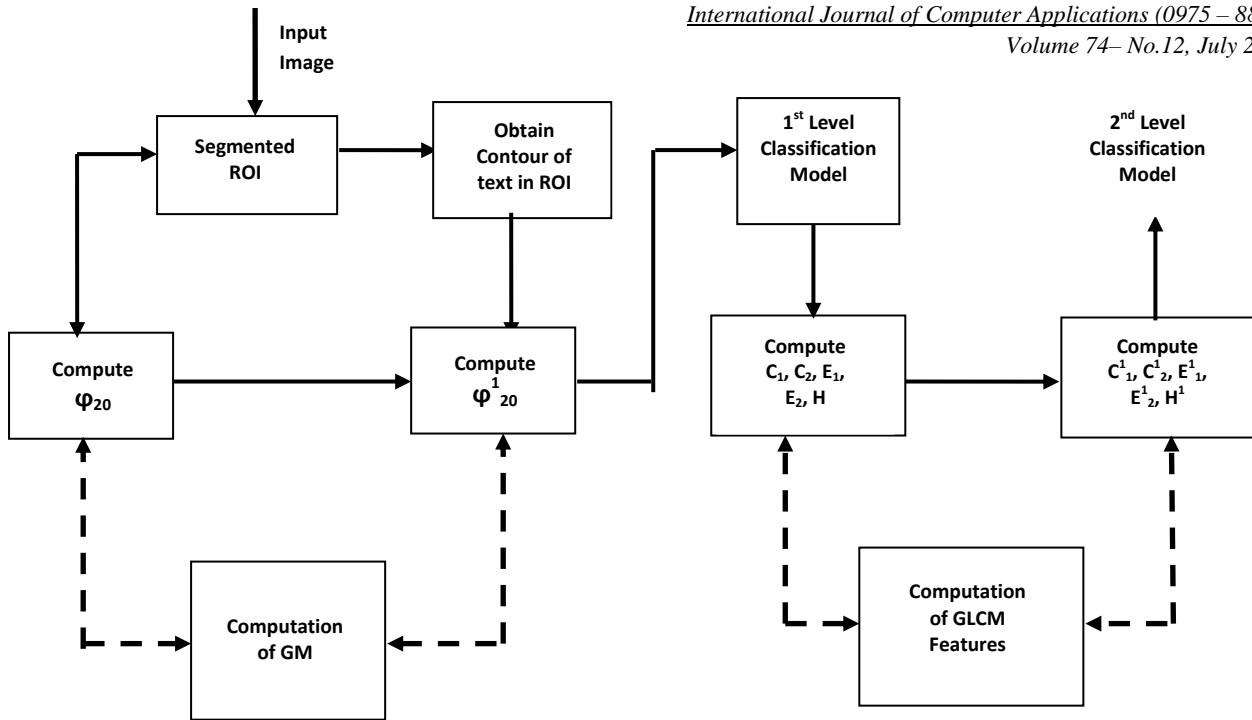 International Journal of Computer Applications (0975 – 88
Volume 74– No.12, July 2
Input
Image
Segmented
ROI
Obtain
Contour of
text in ROI
1st Level
Classification
Model
2nd Level
Classification
Model
Compute
φ20
Compute
φ¹20
Compute
C₁, C₂, E₁,
E₂, H
Compute
C¹₁, C¹₂, E¹₁,
E¹₂, H¹
Computation
of GM
Computation
of GLCM
Features